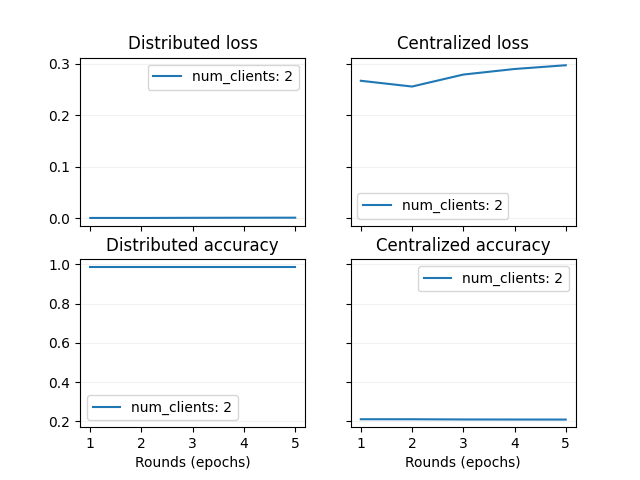 Distributed loss
Centralized loss
0.3
0.2
0.1
0.0
num_clients: 2
num_clients: 2
Distributed accuracy
Centralized accuracy
1.0
0.8
0.6
0.4
0.2
num_clients: 2
num_clients: 2
1 2 3 4 5
1 2 3 4 5
Rounds (epochs)
Rounds (epochs)